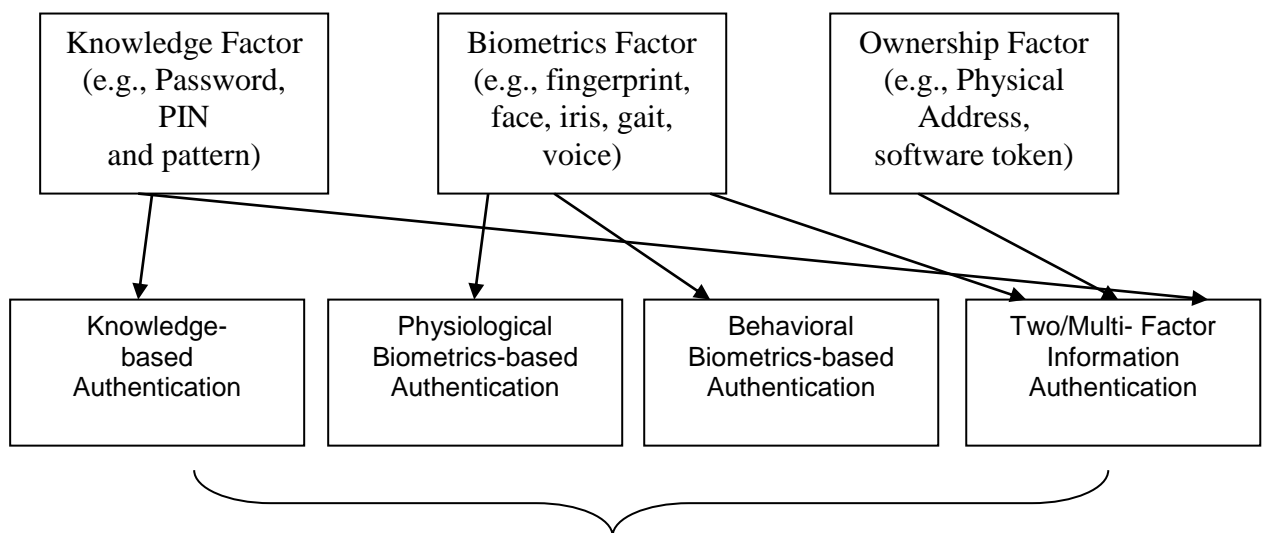 Knowledge Factor
(e.g., Password,
PIN
and pattern)
Biometrics Factor
(e.g., fingerprint,
face, iris, gait,
voice)
Ownership Factor
(e.g., Physical
Address,
software token)
Knowledge-
based
Authentication
Physiological
Biometrics-based
Authentication
Behavioral
Biometrics-based
Authentication
Two/Multi- Factor
Information
Authentication